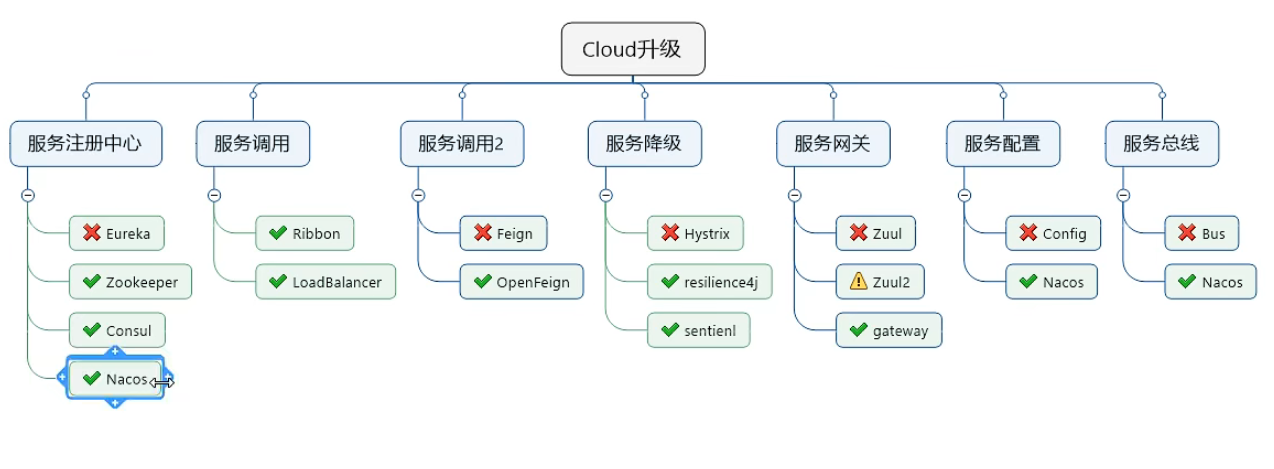 Cloud升级
服务注册中心
服务调用
服务调用2
服务降级
服务网关
服务配置
服务总线
Eureka
Zookeeper
Consul
Nacos
Ribbon
LoadBalancer
Feign
OpenFeign
Hystrix
resilience4j
sentienl
Zuul
Zuul2
gateway
Config
Nacos
Bus
Nacos